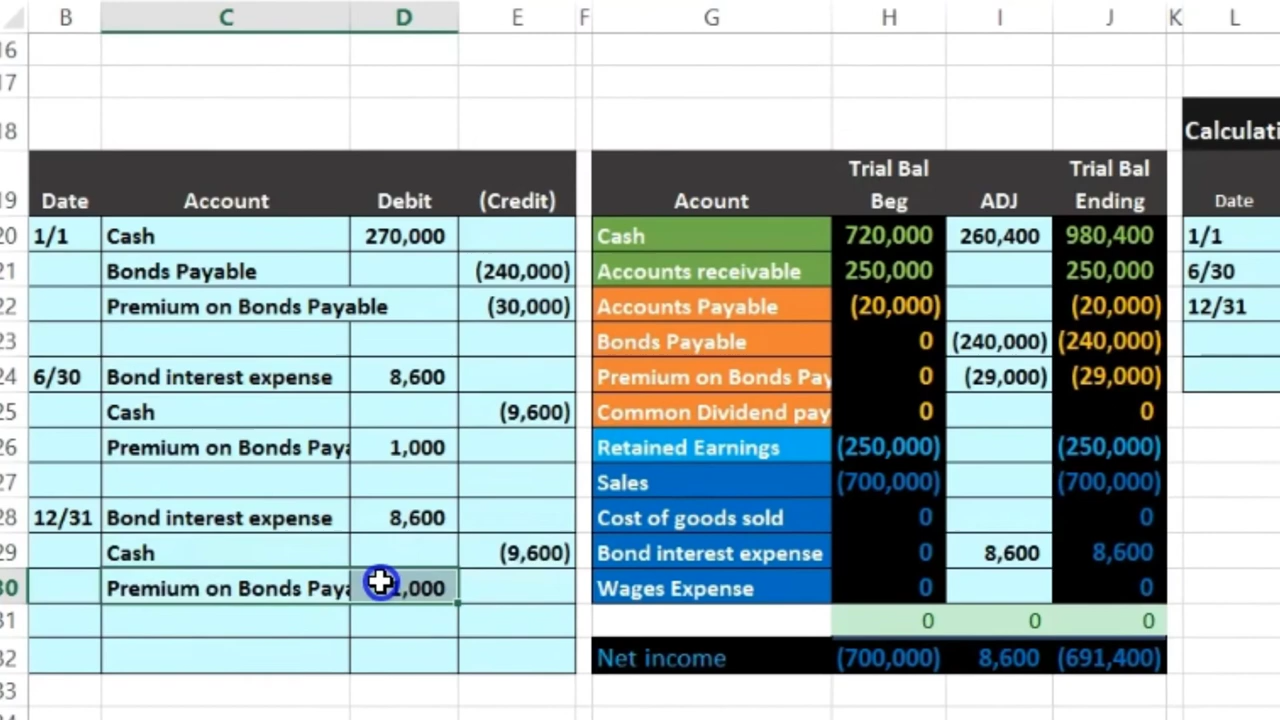 B C D E F G H I J K L
16
17
18 Calculati
Trial Bal Trial Bal
19 Date Account Debit (Credit) Acount Beg ADJ Ending Date
20 1/1 Cash 270,000 Cash 720,000 260,400 980,400 1/1
21 Bonds Payable (240,000) Accounts receivable 250,000 250,000 6/30
22 Premium on Bonds Payable (30,000) Accounts Payable (20,000) (20,000) 12/31
23 Bonds Payable 0 (240,000) (240,000)
24 6/30 Bond interest expense 8,600 Premium on Bonds Pay 0 (29,000) (29,000)
25 Cash (9,600) Common Dividend pay 0 0
26 Premium on Bonds Paya 1,000 Retained Earnings (250,000) (250,000)
27 Sales (700,000) (700,000)
28 12/31 Bond interest expense 8,600 Cost of goods sold 0 0
29 Cash (9,600) Bond interest expense 0 8,600 8,600
30 Premium on Bonds Paya ,000 Wages Expense 0 0
31 0 0 0
32 Net income (700,000) 8,600 (691,400)
33